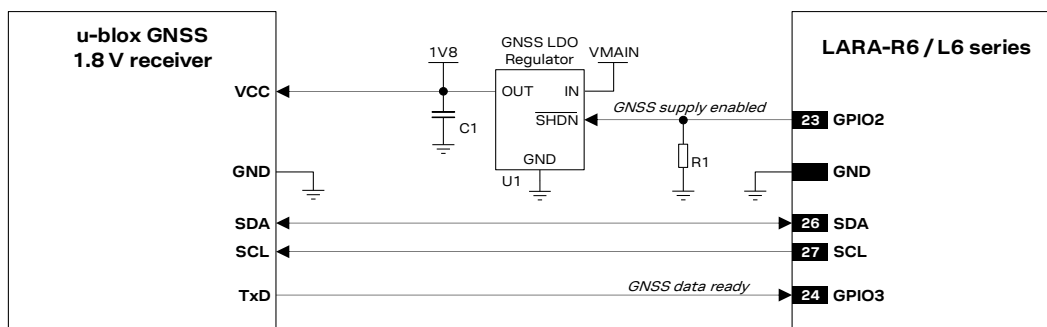 u-blox GNSS
1.8 V receiver
VCC
GND
SDA
SCL
TxD
1V8
C1
GNSS LDO
Regulator
OUT
IN
SHDN
GND
U1
VMAIN
GNSS supply enabled
R1
GNSS data ready
LARA-R6 / L6 series
23 GPIO2
GND
26 SDA
27 SCL
24 GPIO3